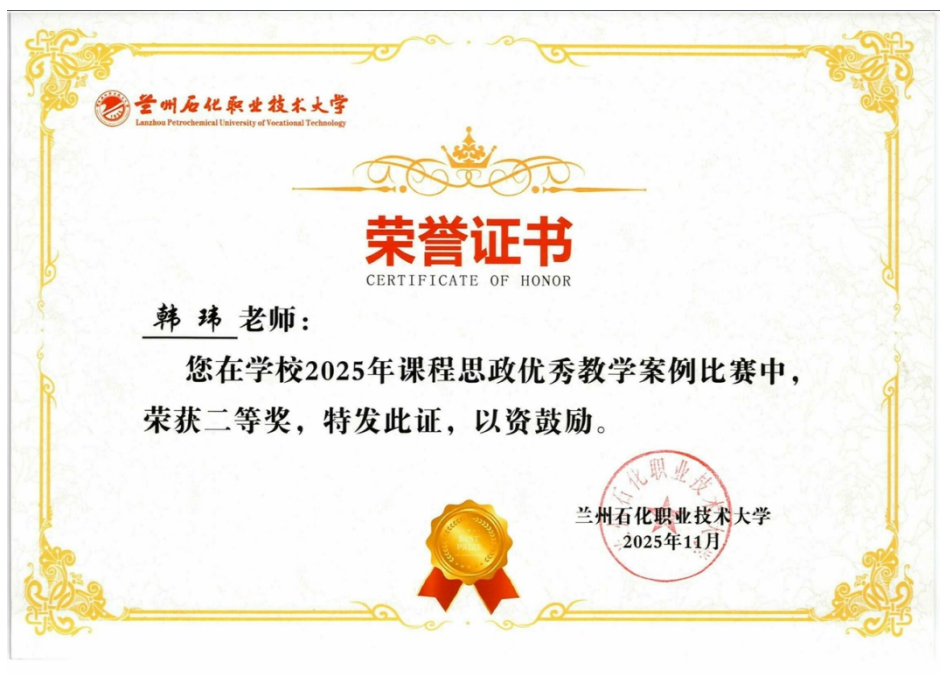 兰州石化职业技术大学
Lanzhou Petrochemical University of Vocational Technology
荣誉证书
CERTIFICATE OF HONOR
韩 玮 老师：
您在学校2025年课程思政优秀教学案例比赛中，
荣获二等奖，特发此证，以资鼓励。
兰州石化职业技术大学
2025年11月